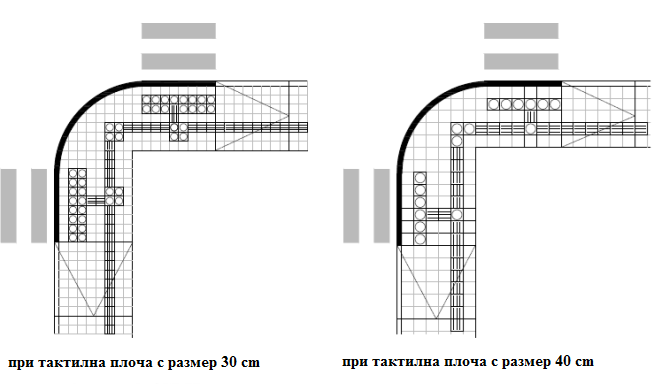 при тактилна плоча с размер 30 cm
при тактилна плоча с размер 40 cm